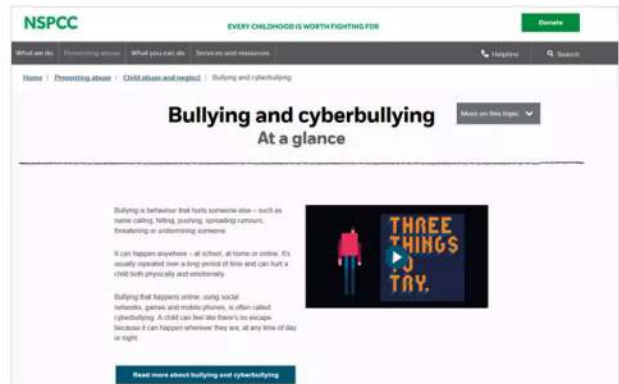 NSPCC
EVERY CHILDHOOD IS WORTH FIGHTING FOR
Donate
What we do
Preventing abuse
What you can do
Services and resources
Helpline
Search
Home / Preventing abuse / Child abuse and neglect / Bullying and cyberbullying
Bullying and cyberbullying
At a glance
More on this topic
Bullying is behaviour that hurts someone else – such as
name calling, hitting, pushing, spreading rumours,
threatening or undermining someone.
It can happen anywhere – at school, at home or online. It's
usually repeated over a long period of time and can hurt a
child both physically and emotionally.
Bullying that happens online, using social
networks, games and mobile phones, is often called
cyberbullying. A child can feel like there's no escape
because it can happen wherever they are, at any time of day
or night.
THREE
THINGS
TO
TRY.
Read more about bullying and cyberbullying